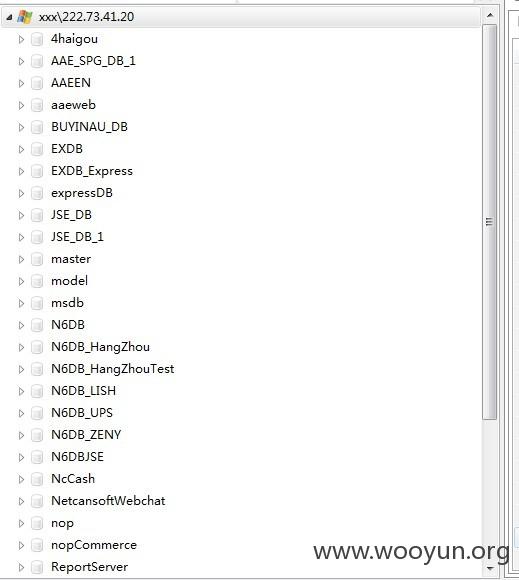 xxx\222.73.41.20
4haigou
AAE_SPG_DB_1
AAEEN
aaeweb
BUYINAU_DB
EXDB
EXDB_Express
expressDB
JSE_DB
JSE_DB_1
master
model
msdb
N6DB
N6DB_HangZhou
N6DB_HangZhouTest
N6DB_LISH
N6DB_UPS
N6DB_ZENY
N6DBJSE
NcCash
NetcansoftWebchat
nop
nopCommerce
ReportServer
www.wooyun.org